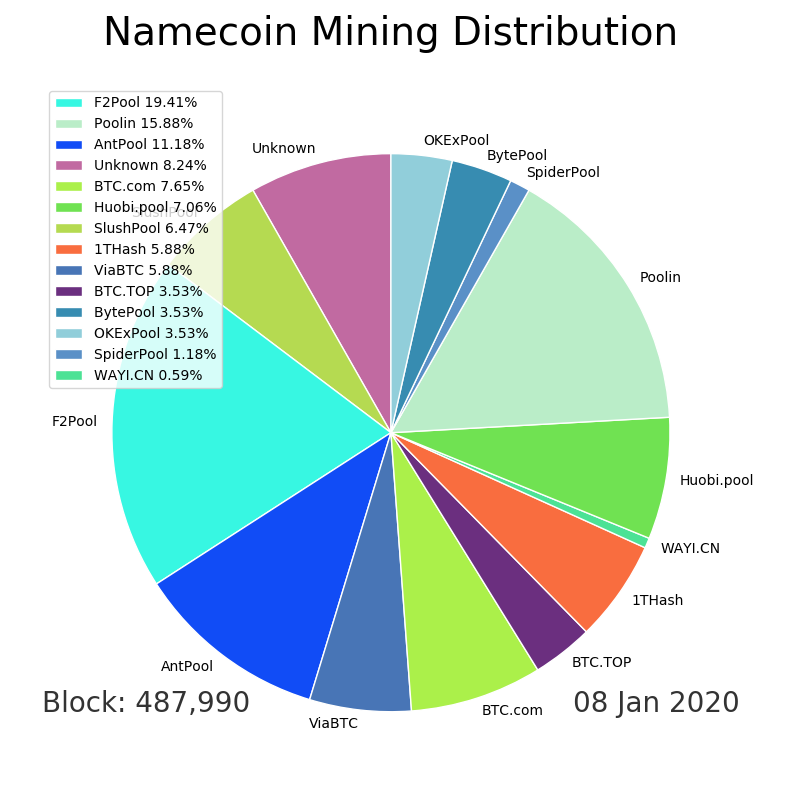 Namecoin Mining Distribution
F2Pool 19.41%
Poolin 15.88%
AntPool 11.18%
Unknown 8.24%
BTC.com 7.65%
Huobi.pool 7.06%
SlushPool 6.47%
1THash 5.88%
ViaBTC 5.88%
BTC.TOP 3.53%
BytePool 3.53%
OKExPool 3.53%
SpiderPool 1.18%
WAYI.CN 0.59%
OKExPool
BytePool
SpiderPool
Unknown
SlushPool
Poolin
F2Pool
Huobi.pool
WAYI.CN
1THash
BTC.TOP
AntPool
BTC.com
ViaBTC
Block: 487,990
08 Jan 2020